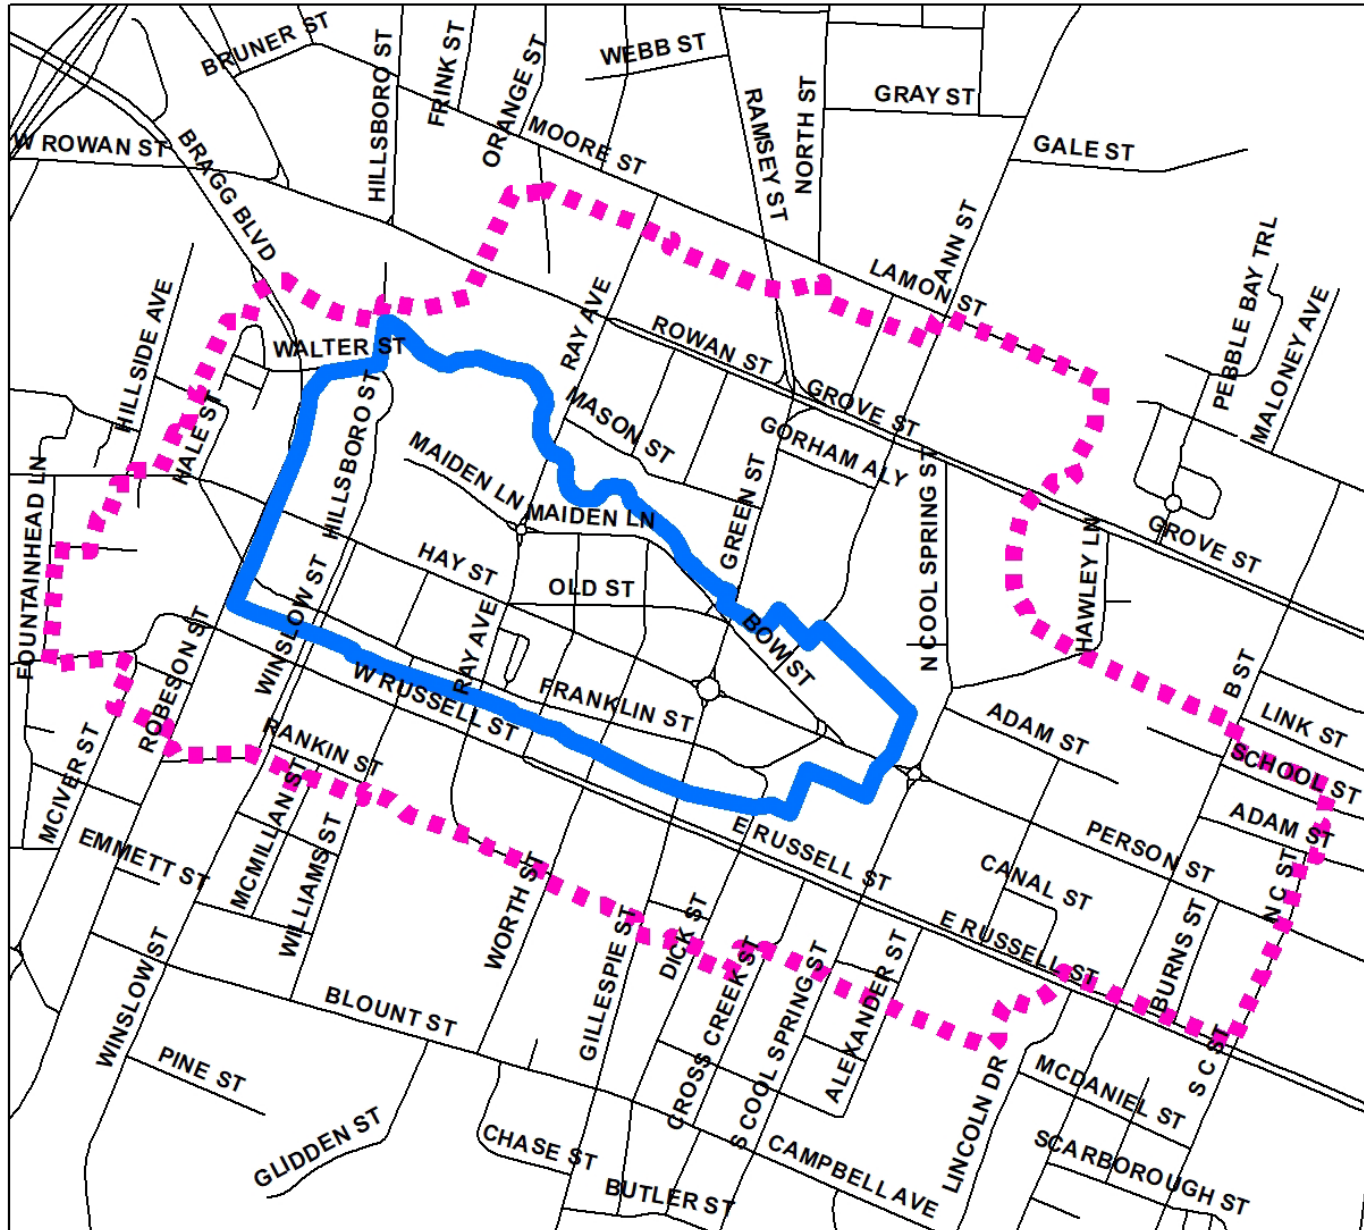 BRUNER ST
HILLSBORO ST
FRINK ST
ORANGE ST
WEBB ST
RAMSEY ST
NORTH ST
GRAY ST
GALE ST
W ROWAN ST
BRAGG BLVD
MOORE ST
ANN ST
LAMON ST
PEBBLE BAY TRL
MALONEY AVE
HILLSIDE AVE
RAY AVE
ROWAN ST
WALTER ST
GROVE ST
HALE ST
HILLSBORO ST
MASON ST
GORHAM ALY
MAIDEN LN
MAIDEN LN
GREEN ST
N COOL SPRING ST
FOUNTAINHEAD LN
GROVE ST
HAWLEY LN
HAY ST
OLD ST
WINSLOW ST
ROBESON ST
RAY AVE
BOW ST
B ST
W RUSSELL ST
FRANKLIN ST
ADAM ST
LINK ST
SCHOOL ST
RANKIN ST
MCIVER ST
MCMILLAN ST
E RUSSELL ST
PERSON ST
ADAM ST
EMMETT ST
WILLIAMS ST
WORTH ST
CANAL ST
N C ST
GILLESPIE ST
DICK ST
E RUSSELL ST
BURNS ST
WINSLOW ST
CROSS CREEK ST
S COOL SPRING ST
ALEXANDER ST
BLOUNT ST
S C ST
PINE ST
LINCOLN DR
MCDANIEL ST
GLIDDEN ST
CHASE ST
CAMPBELL AVE
SCARBOROUGH ST
BUTLER ST